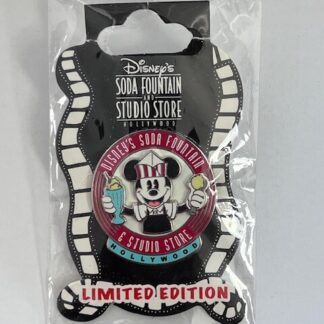 Disney's
SODA FOUNTAIN
AND
STUDIO STORE
HOLLYWOOD
DISNEY'S SODA FOUNTAIN
& STUDIO STORE
HOLLYWOOD
LIMITED EDITION